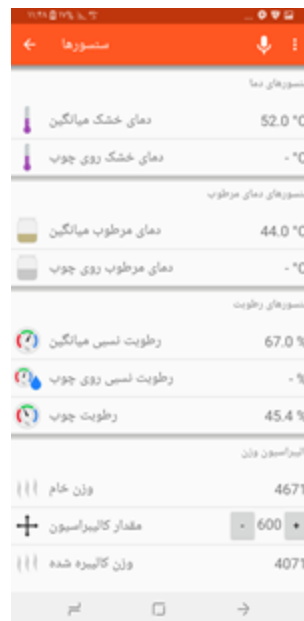 سنسورها
سنسورهای دما
دمای خشک میانگین 52.0 °C
دمای خشک روی چوب - °C
سنسورهای دمای مرطوب
دمای مرطوب میانگین 44.0 °C
دمای مرطوب روی چوب - °C
سنسورهای رطوبت
رطوبت نسبی میانگین 67.0 %
رطوبت نسبی روی چوب - %
رطوبت چوب 45.4 %
کالیبراسیون وزن
وزن خام 4671
مقدار کالیبراسیون - 600 +
وزن کالیبره شده 4071